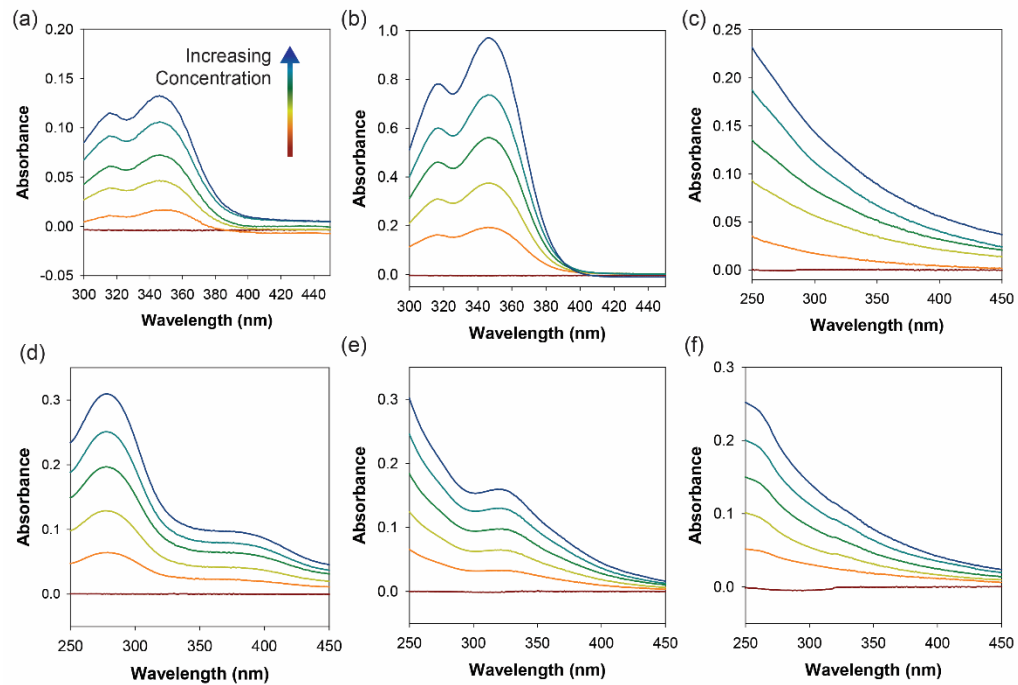 (a)
0.20
0.15
0.10
0.05
0.00
-0.05
Absorbance
Increasing
Concentration
300 320 340 360 380 400 420 440
Wavelength (nm)
(b)
1.0
0.8
0.6
0.4
0.2
0.0
Absorbance
300 320 340 360 380 400 420 440
Wavelength (nm)
(c)
0.25
0.20
0.15
0.10
0.05
0.00
Absorbance
250 300 350 400 450
Wavelength (nm)
(d)
0.3
0.2
0.1
0.0
Absorbance
250 300 350 400 450
Wavelength (nm)
(e)
0.3
0.2
0.1
0.0
Absorbance
250 300 350 400 450
Wavelength (nm)
(f)
0.3
0.2
0.1
0.0
Absorbance
250 300 350 400 450
Wavelength (nm)